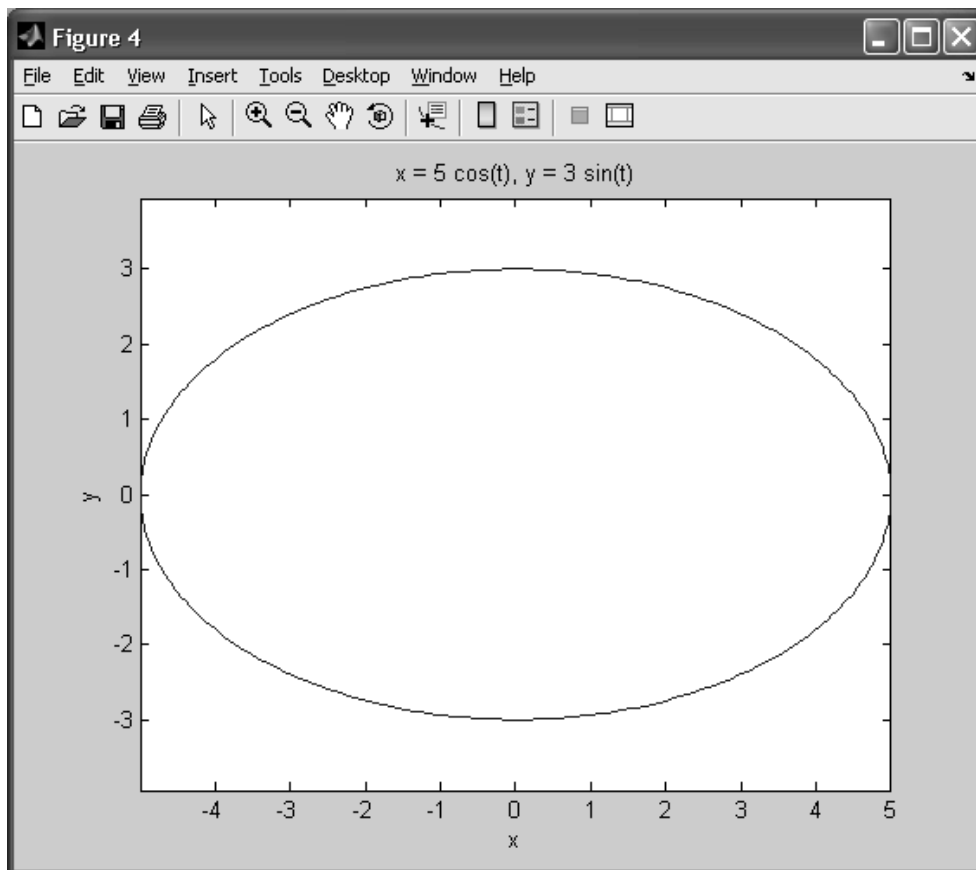 Figure 4
File Edit View Insert Tools Desktop Window Help
x = 5 cos(t), y = 3 sin(t)
3
2
1
y 0
-1
-2
-3
-4 -3 -2 -1 0 1 2 3 4 5
x